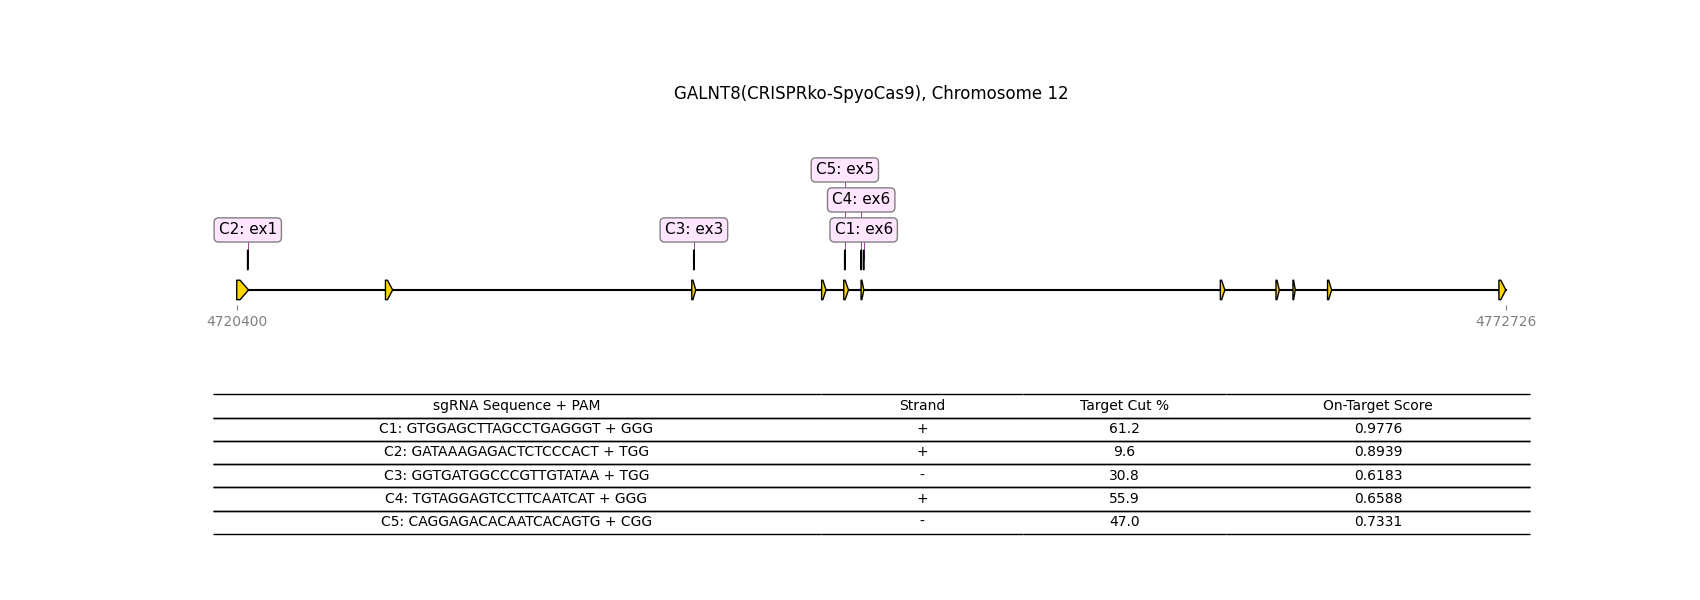 GALNT8(CRISPRko-SpyoCas9), Chromosome 12
C5: ex5
C4: ex6
C2: ex1
C3: ex3
C1: ex6
4720400
4772726
sgRNA Sequence + PAM Strand Target Cut % On-Target Score
C1: GTGGAGCTTAGCCTGAGGGT + GGG + 61.2 0.9776
C2: GATAAAGAGACTCTCCCACT + TGG + 9.6 0.8939
C3: GGTGATGGCCCGTTGTATAA + TGG - 30.8 0.6183
C4: TGTAGGAGTCCTTCAATCAT + GGG + 55.9 0.6588
C5: CAGGAGACACAATCACAGTG + CGG - 47.0 0.7331